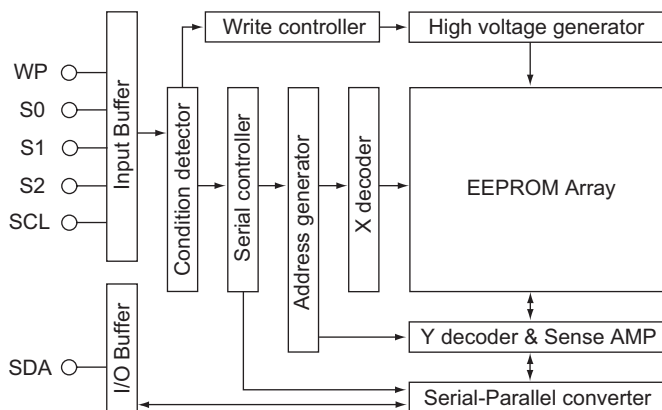 Write controller
High voltage generator
WP
S0
S1
S2
SCL
Input Buffer
Condition detector
Serial controller
Address generator
X decoder
EEPROM Array
SDA
I/O Buffer
Y decoder & Sense AMP
Serial-Parallel converter